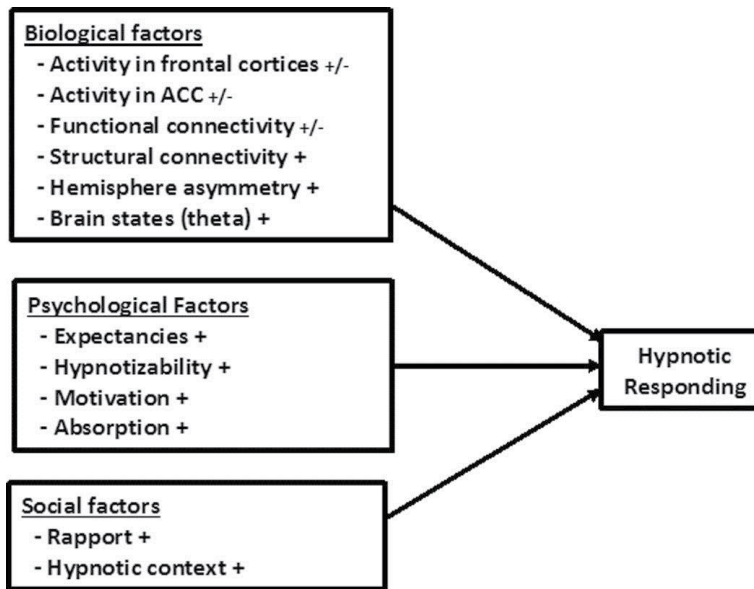 Biological factors
- Activity in frontal cortices +/-
- Activity in ACC +/-
- Functional connectivity +/-
- Structural connectivity +
- Hemisphere asymmetry +
- Brain states (theta) +
Psychological Factors
- Expectancies +
- Hypnotizability +
- Motivation +
- Absorption +
Social factors
- Rapport +
- Hypnotic context +
Hypnotic
Responding